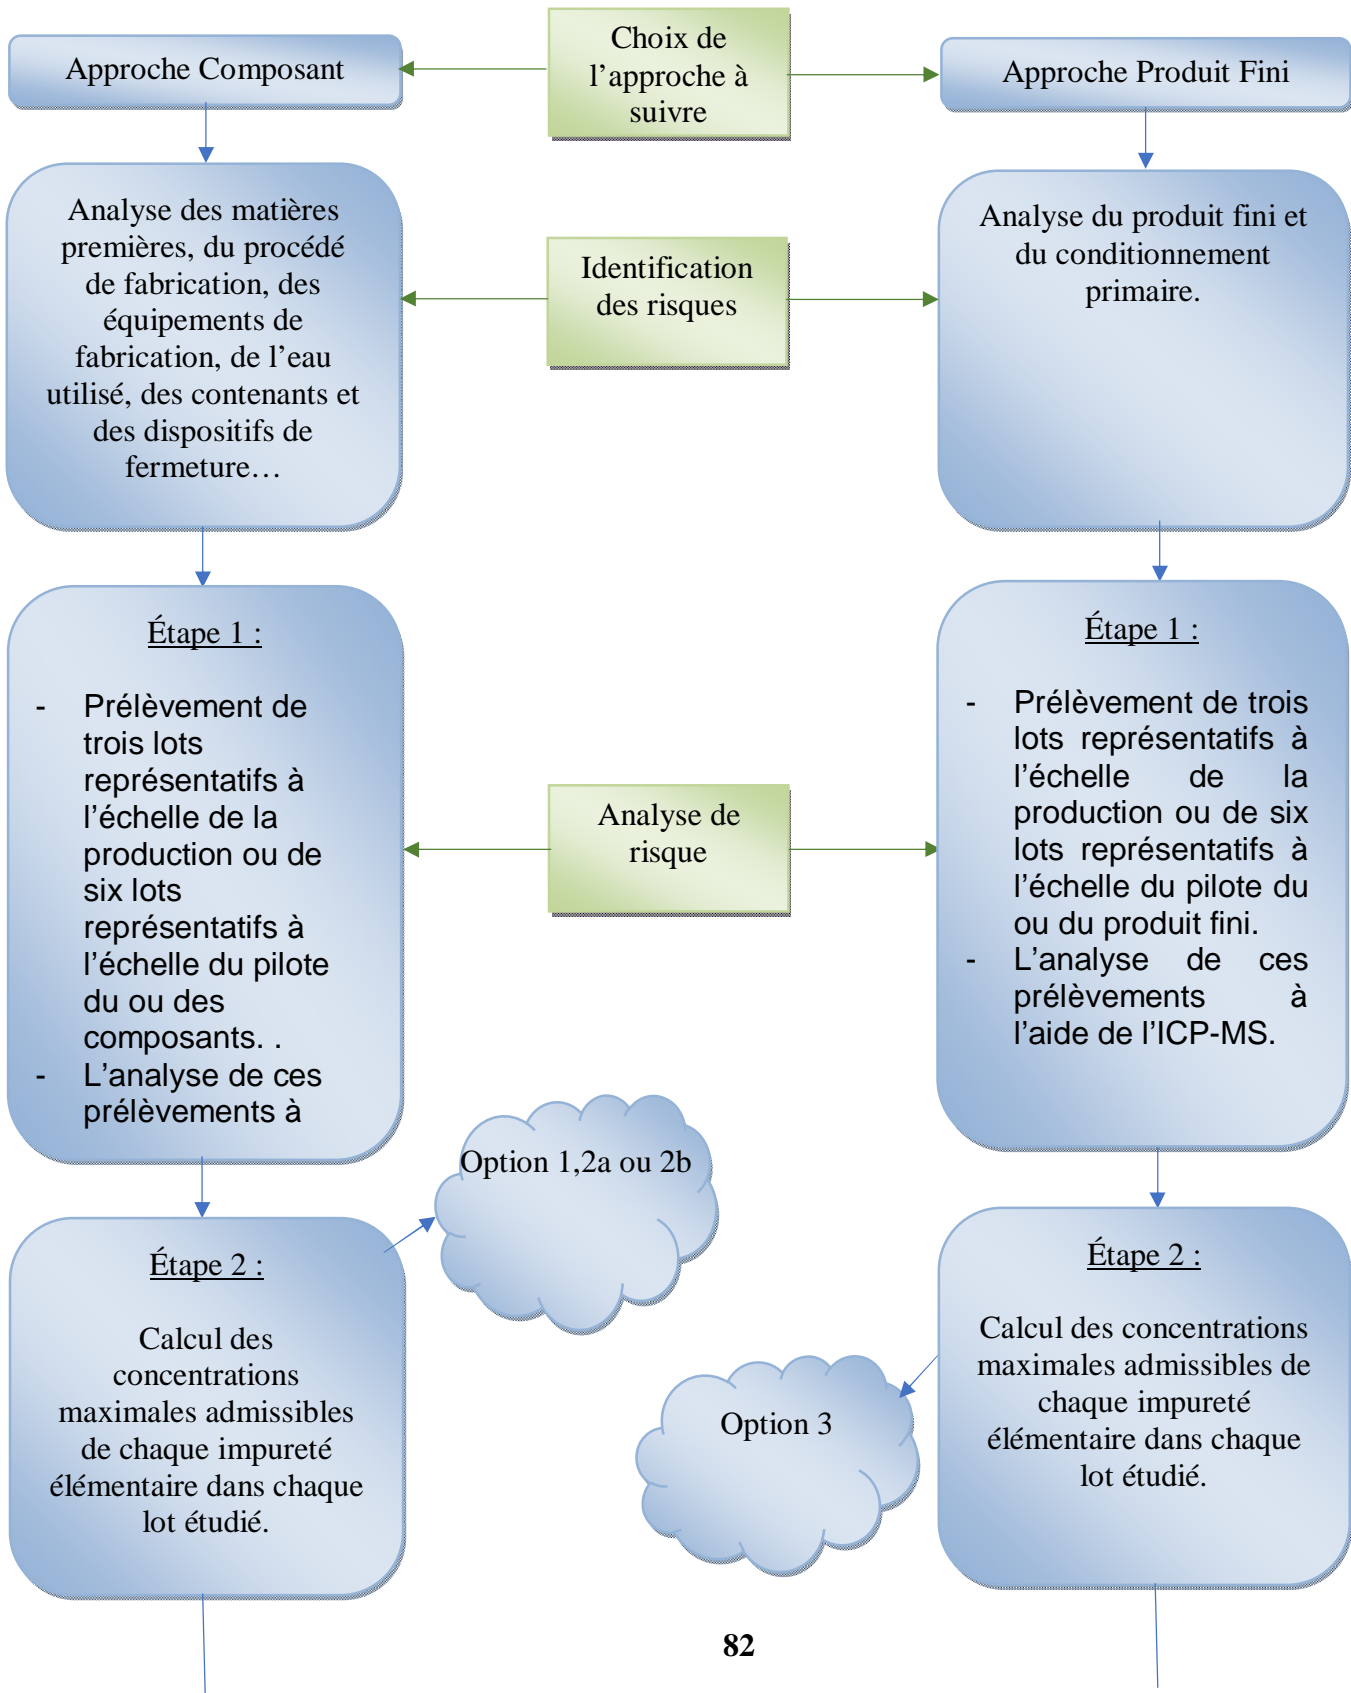 Choix de
l’approche à
suivre
Approche Composant
Approche Produit Fini
Analyse des matières
premières, du procédé
de fabrication, des
équipements de
fabrication, de l’eau
utilisé, des contenants et
des dispositifs de
fermeture…
Identification
des risques
Analyse du produit fini et
du conditionnement
primaire.
Étape 1 :
- Prélèvement de
trois lots
représentatifs à
l’échelle de la
production ou de
six lots
représentatifs à
l’échelle du pilote
du ou des
composants. .
- L’analyse de ces
prélèvements à
Analyse de
risque
Étape 1 :
- Prélèvement de trois
lots représentatifs à
l’échelle de la
production ou de six
lots représentatifs à
l’échelle du pilote du
ou du produit fini.
- L’analyse de ces
prélèvements à
l’aide de l’ICP-MS.
Option 1,2a ou 2b
Étape 2 :
Calcul des
concentrations
maximales admissibles
de chaque impureté
élémentaire dans chaque
lot étudié.
Option 3
Étape 2 :
Calcul des concentrations
maximales admissibles de
chaque impureté
élémentaire dans chaque
lot étudié.
82